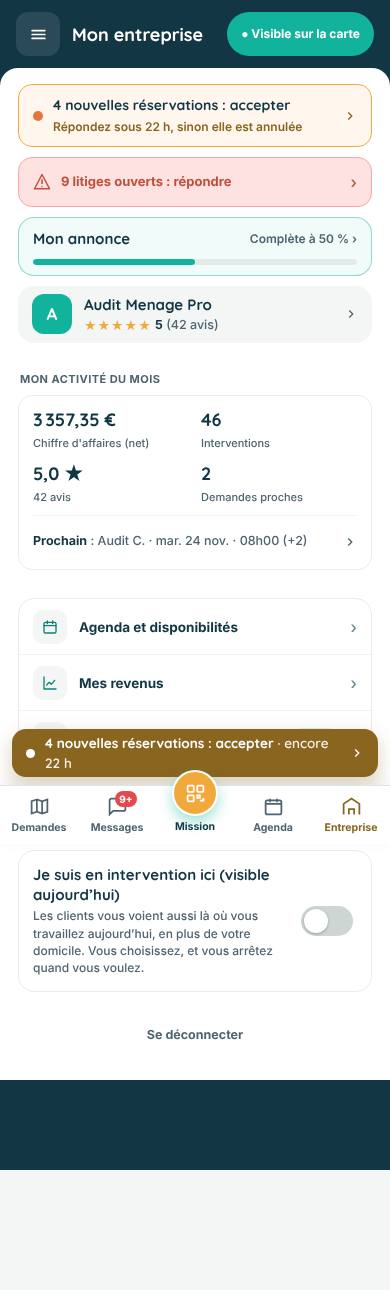 Mon entreprise
● Visible sur la carte
4 nouvelles réservations : accepter
Répondez sous 22 h, sinon elle est annulée
9 litiges ouverts : répondre
Mon annonce
Complète à 50 % ›
A
Audit Menage Pro
★★★★★ 5 (42 avis)
MON ACTIVITÉ DU MOIS
3 357,35 €
46
Chiffre d'affaires (net)
Interventions
5,0 ★
2
42 avis
Demandes proches
Prochain : Audit C. · mar. 24 nov. · 08h00 (+2)
Agenda et disponibilités
Mes revenus
4 nouvelles réservations : accepter · encore
22 h
9+
Demandes
Messages
Mission
Agenda
Entreprise
Je suis en intervention ici (visible
aujourd’hui)
Les clients vous voient aussi là où vous
travaillez aujourd’hui, en plus de votre
domicile. Vous choisissez, et vous arrêtez
quand vous voulez.
Se déconnecter